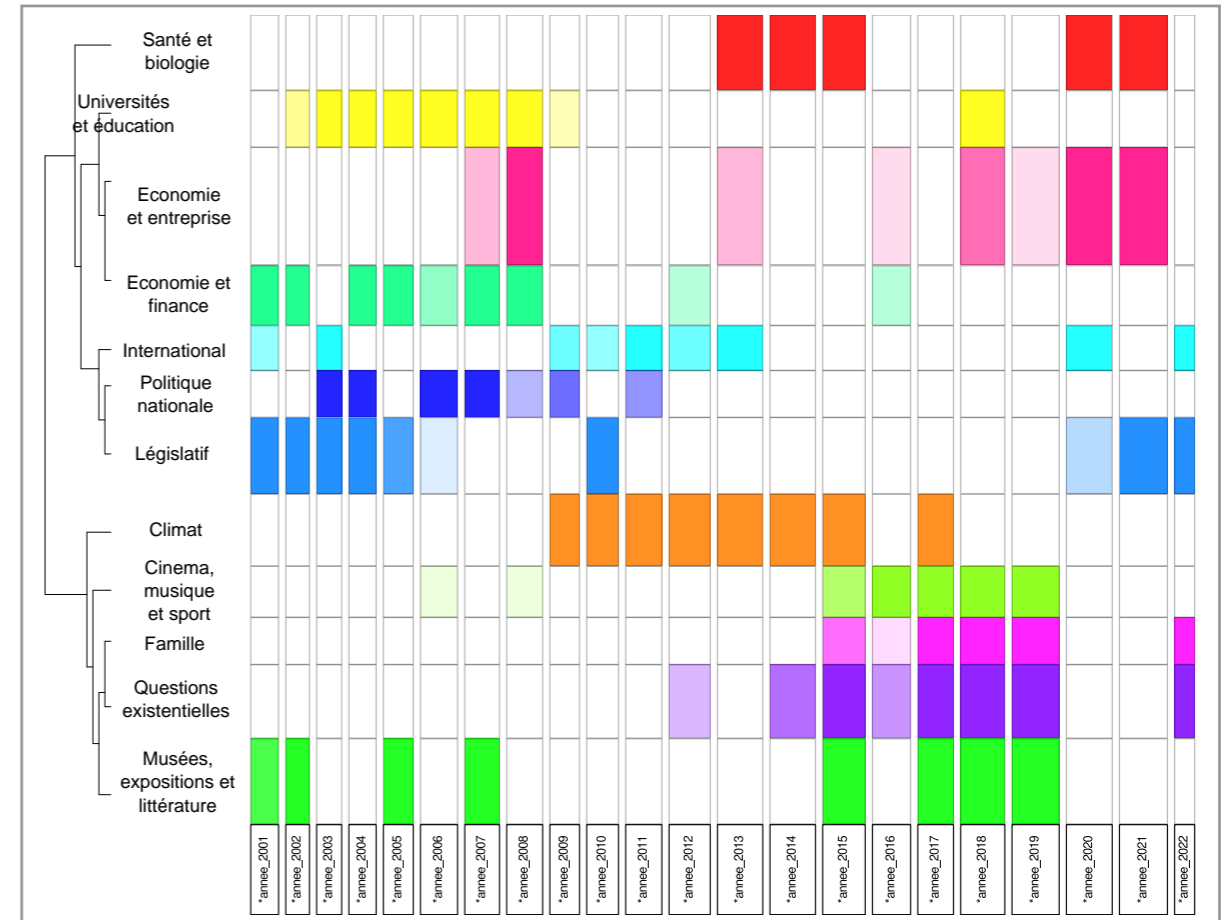 Santé et
biologie
Universités
et éducation
Economie
et entreprise
Economie et
finance
International
Politique
nationale
Législatif
Climat
Cinema,
musique
et sport
Famille
Questions
existentielles
Musées,
expositions et
littérature
*annee_2001
*annee_2002
*annee_2003
*annee_2004
*annee_2005
*annee_2006
*annee_2007
*annee_2008
*annee_2009
*annee_2010
*annee_2011
*annee_2012
*annee_2013
*annee_2014
*annee_2015
*annee_2016
*annee_2017
*annee_2018
*annee_2019
*annee_2020
*annee_2021
*annee_2022